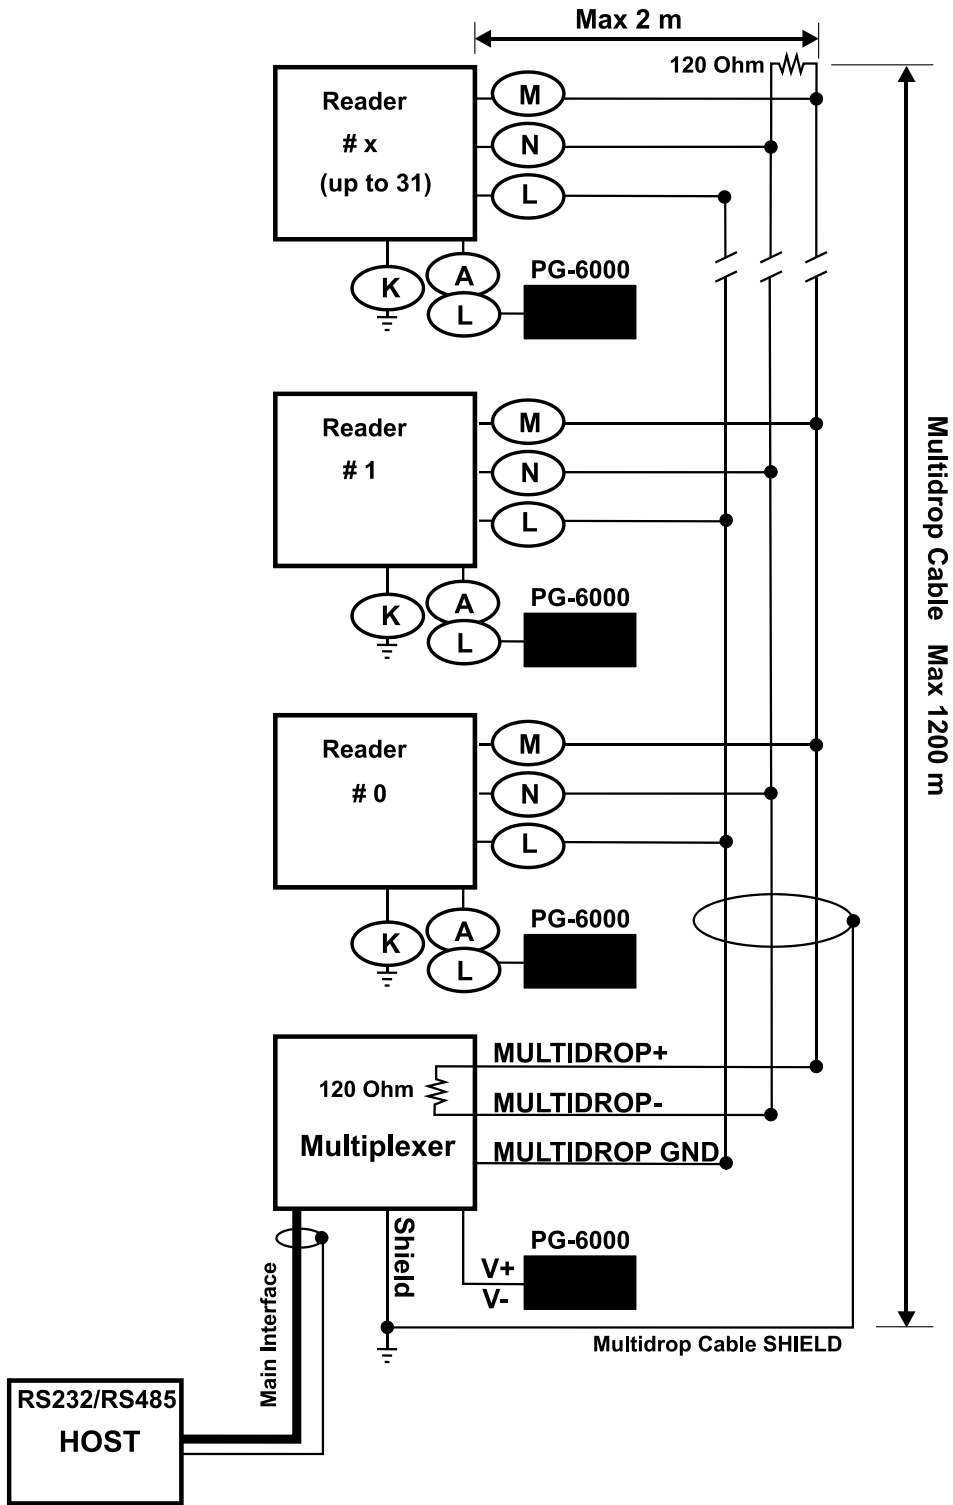 Max 2 m
120 Ohm
Reader
# x
(up to 31)
M
N
L
K
A
L
PG-6000
Reader
# 1
M
N
L
K
A
L
PG-6000
Reader
# 0
M
N
L
K
A
L
PG-6000
Multidrop Cable Max 1200 m
MULTIDROP+
120 Ohm
MULTIDROP-
Multiplexer
MULTIDROP GND
Shield
PG-6000
V+
V-
Main Interface
Multidrop Cable SHIELD
RS232/RS485
HOST